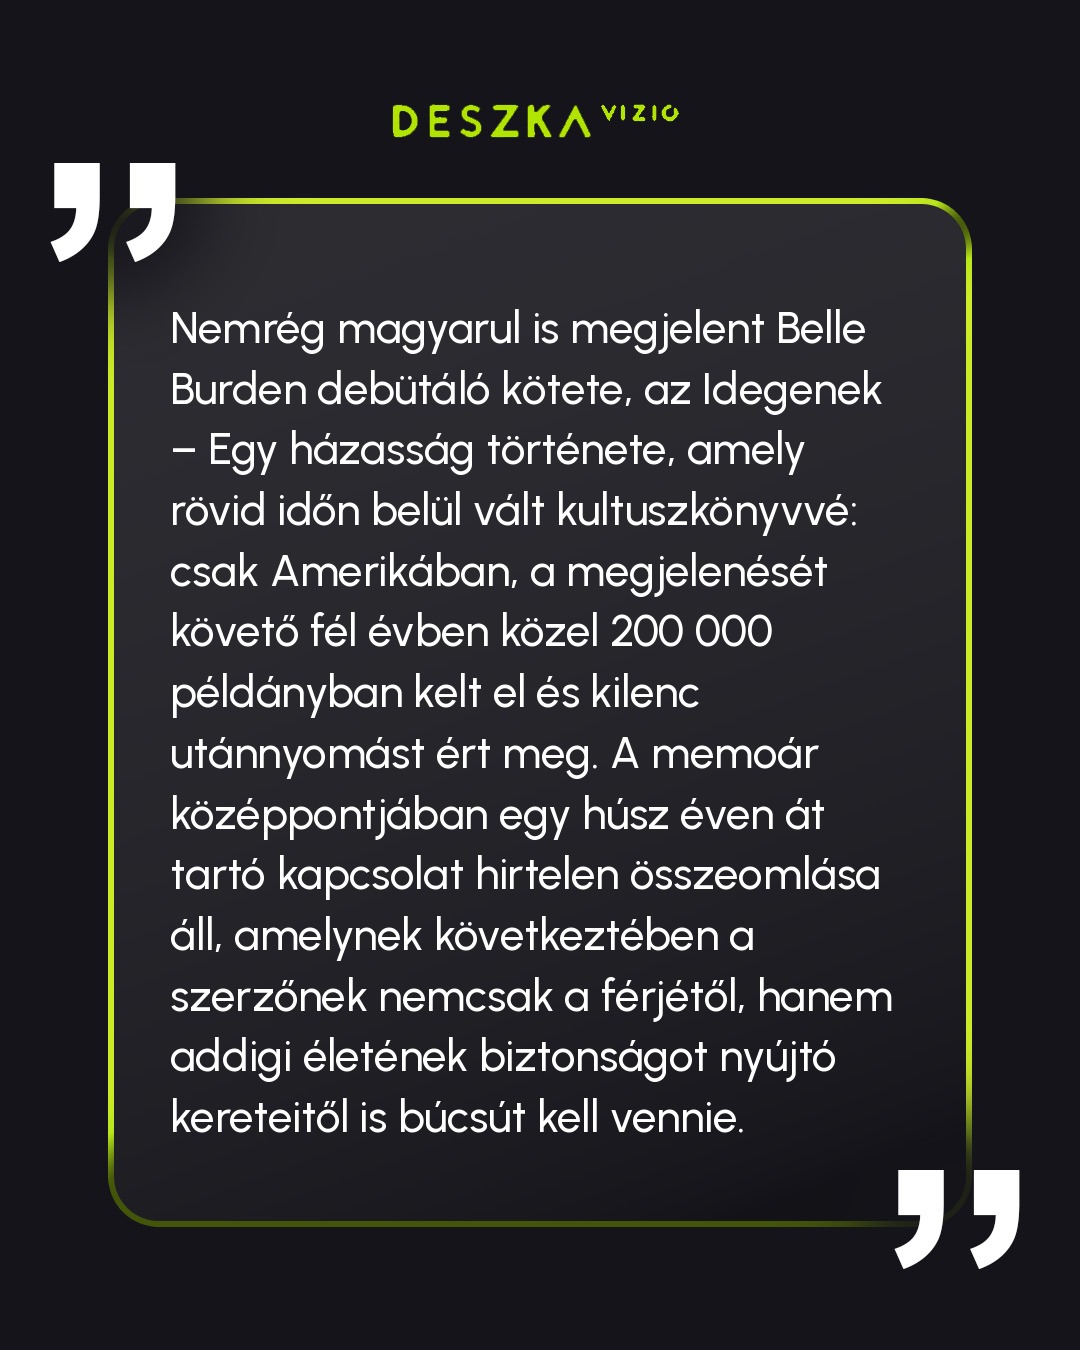 DESZKA VIZIO
”
Nemrég magyarul is megjelent Belle
Burden debütáló kötete, az Idegenek
– Egy házasság története, amely
rövid időn belül vált kultuszkönyvvé:
csak Amerikában, a megjelenését
követő fél évben közel 200 000
példányban kelt el és kilenc
utánnyomást ért meg. A memoár
középpontjában egy húsz éven át
tartó kapcsolat hirtelen összeomlása
áll, amelynek következtében a
szerzőnek nemcsak a férjétől, hanem
addigi életének biztonságot nyújtó
kereteitől is búcsút kell vennie.
”